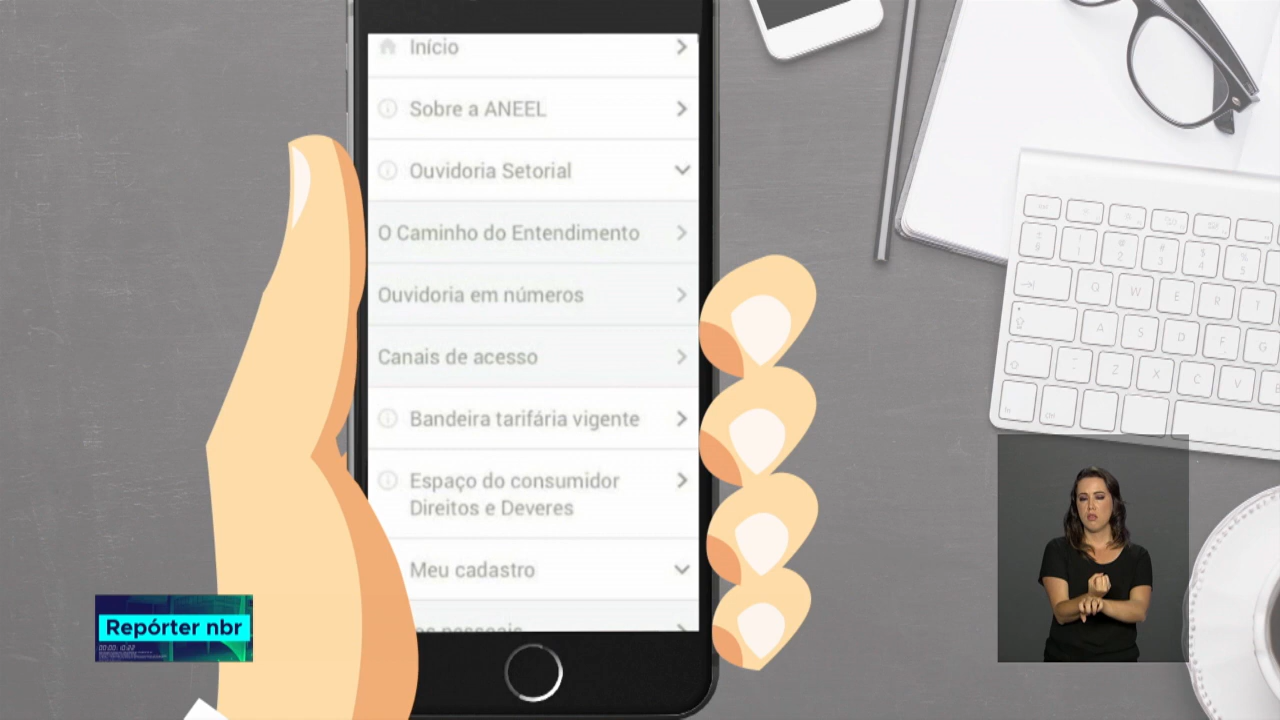 Início
Sobre a ANEEL
Ouvidoria Setorial
O Caminho do Entendimento
Ouvidoria em números
Canais de acesso
Bandeira tarifária vigente
Espaço do consumidor
Direitos e Deveres
Meu cadastro
Repórter nbr
Q W E R T
A S D F G
Z X C V